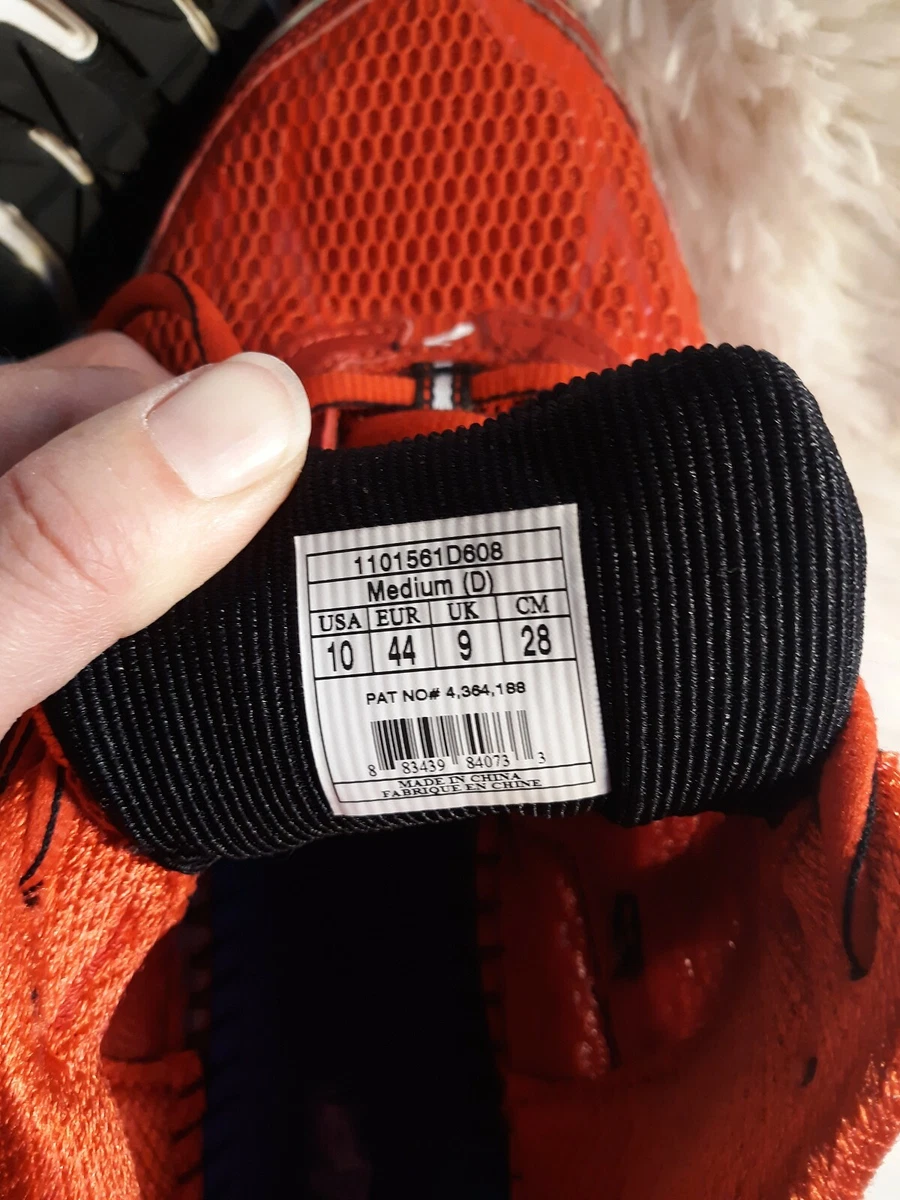 1101561D608
Medium (D)
USA EUR UK CM
10 44 9 28
PAT NO# 4,364,188
8 83439 84073 3
MADE IN CHINA
FABRIQUE EN CHINE